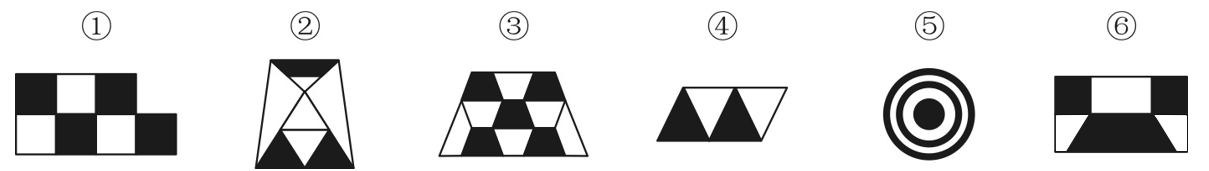 ① ② ③ ④ ⑤ ⑥